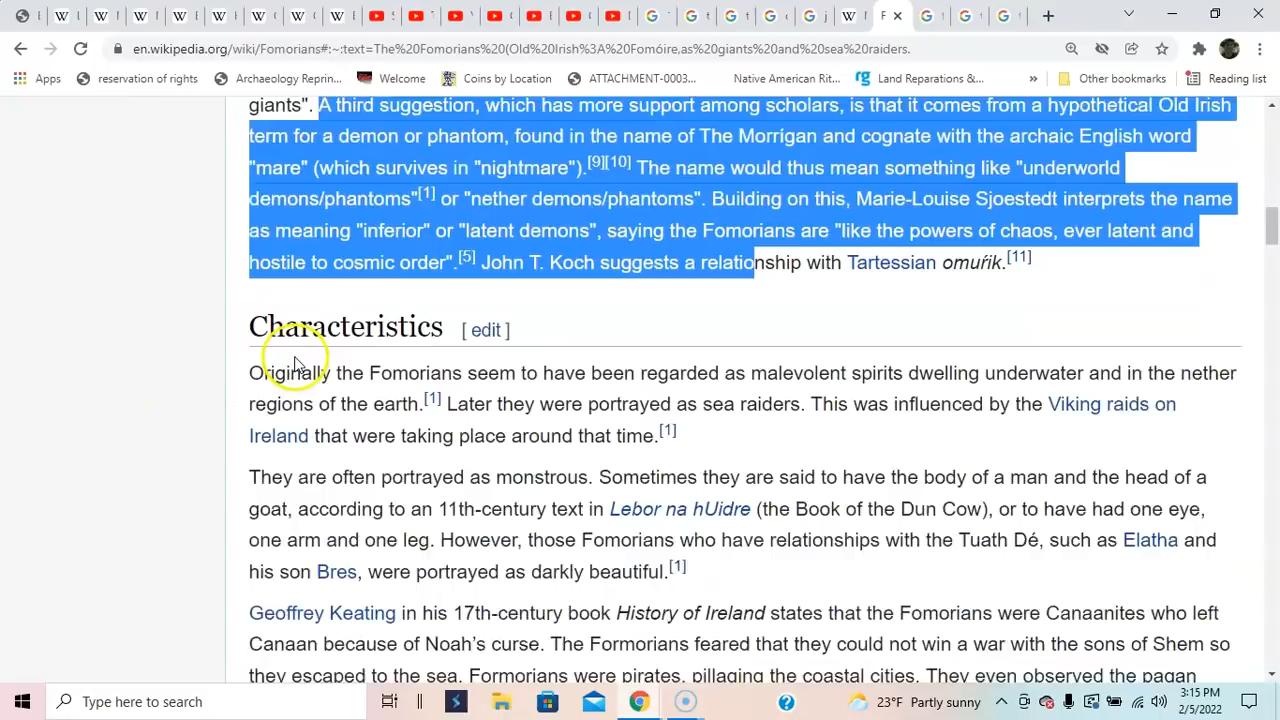 en.wikipedia.org/wiki/Fomorians#:~:text=The%20Fomorians%20(Old%20Irish%3A%20Fomóire,as%20giants%20and%20sea%20raiders.
Apps reservation of rights Archaeology Reprin... Welcome Coins by Location ATTACHMENT-0003... Native American Rit... Land Reparations &... » Other bookmarks Reading list
giants". A third suggestion, which has more support among scholars, is that it comes from a hypothetical Old Irish
term for a demon or phantom, found in the name of The Morrígan and cognate with the archaic English word
"mare" (which survives in "nightmare").[9][10] The name would thus mean something like "underworld
demons/phantoms"[1] or "nether demons/phantoms". Building on this, Marie-Louise Sjoestedt interprets the name
as meaning "inferior" or "latent demons", saying the Fomorians are "like the powers of chaos, ever latent and
hostile to cosmic order".[5] John T. Koch suggests a relationship with Tartessian omuŕik.[11]
Characteristics [ edit ]
Originally the Fomorians seem to have been regarded as malevolent spirits dwelling underwater and in the nether
regions of the earth.[1] Later they were portrayed as sea raiders. This was influenced by the Viking raids on
Ireland that were taking place around that time.[1]
They are often portrayed as monstrous. Sometimes they are said to have the body of a man and the head of a
goat, according to an 11th-century text in Lebor na hUidre (the Book of the Dun Cow), or to have had one eye,
one arm and one leg. However, those Fomorians who have relationships with the Tuath Dé, such as Elatha and
his son Bres, were portrayed as darkly beautiful.[1]
Geoffrey Keating in his 17th-century book History of Ireland states that the Fomorians were Canaanites who left
Canaan because of Noah's curse. The Formorians feared that they could not win a war with the sons of Shem so
they escaped to the sea. Formorians were pirates, pillaging the coastal cities. They even observed the pagan
Type here to search
23°F Partly sunny
3:15 PM
2/5/2022